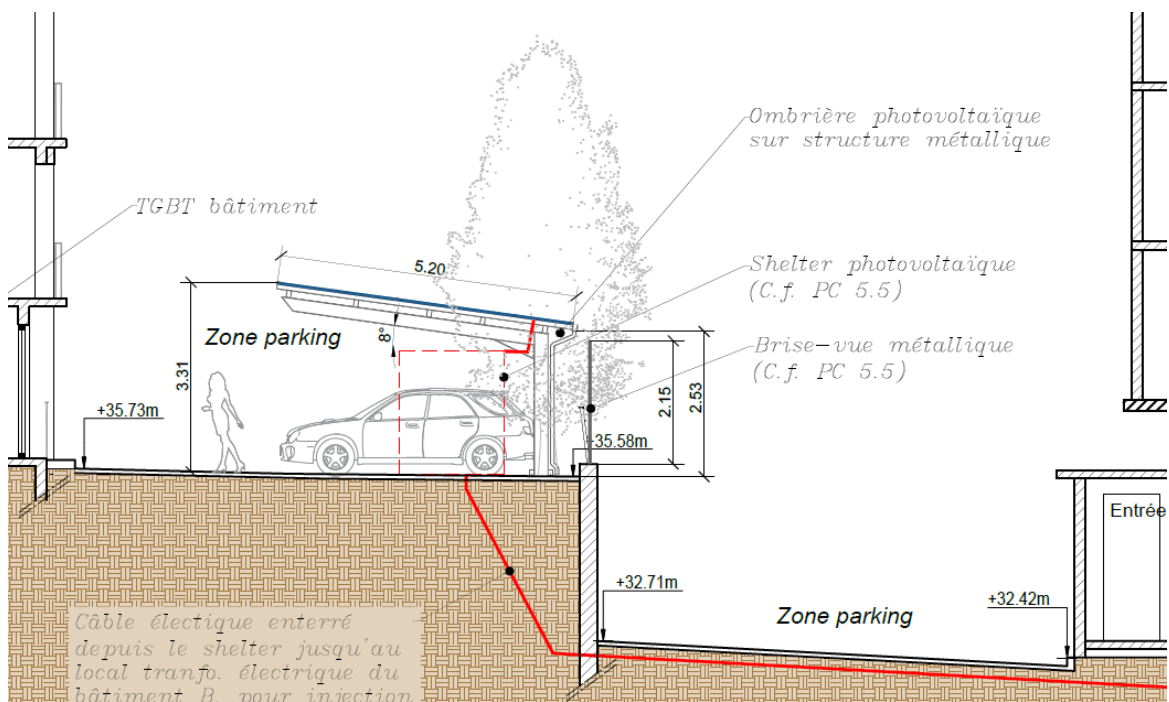 Ombrière photovoltaïque
sur structure métallique
TGBT bâtiment
5.20
Shelter photovoltaïque
(C.f. PC 5.5)
Zone parking
8°
Brise-vue métallique
(C.f. PC 5.5)
3.31
2.15
2.53
+35.73m
+35.58m
Entrée
+32.71m
+32.42m
Zone parking
Câble électique enterré
depuis le shelter jusqu'au
local tranfo. électrique du
bâtiment B, pour injection